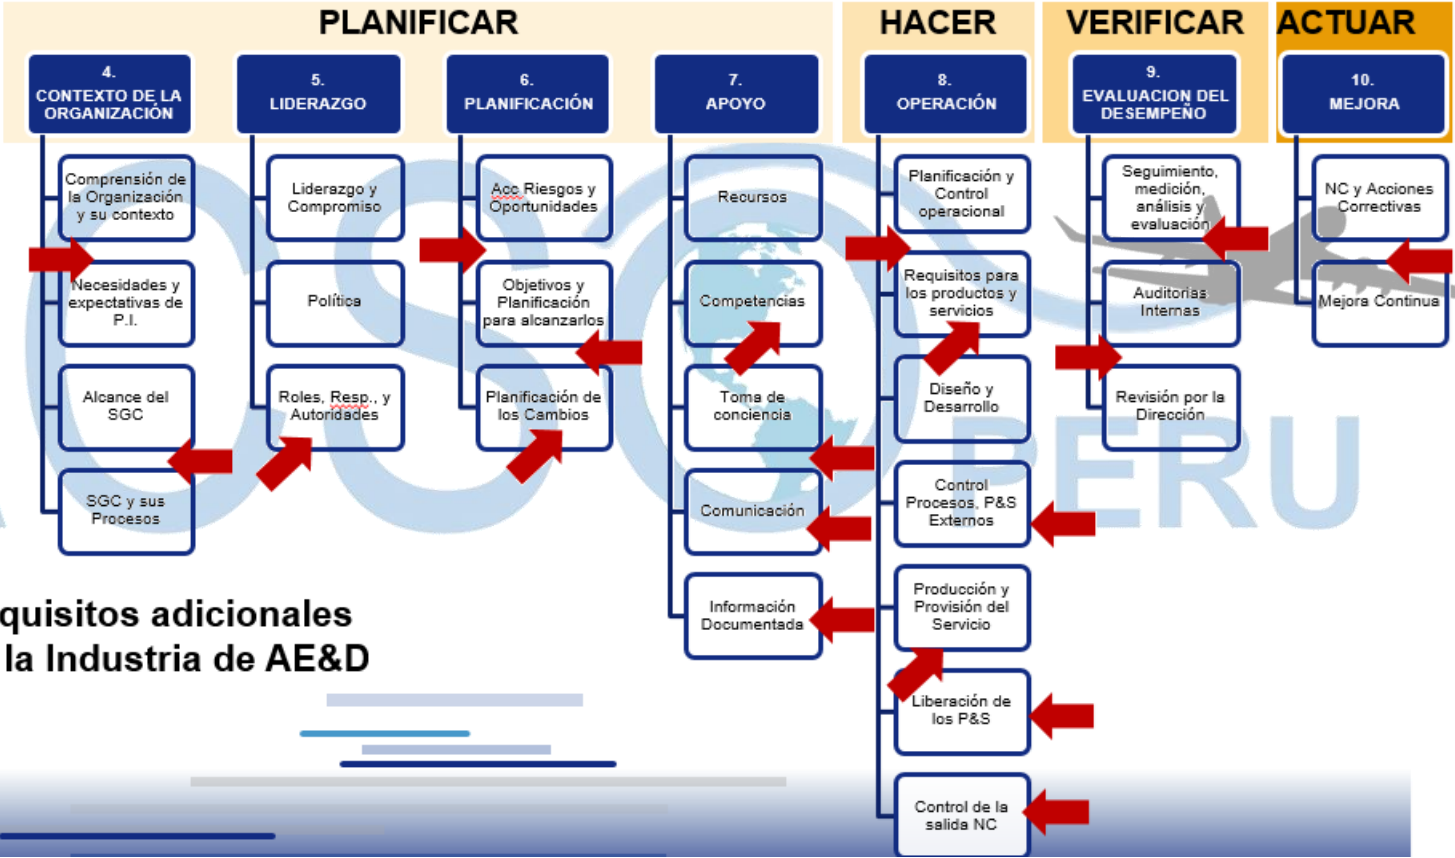 PLANIFICAR
HACER
VERIFICAR
ACTUAR
4.
CONTEXTO DE LA
ORGANIZACIÓN
Comprensión de
la Organización
y su contexto
Necesidades y
expectativas de
P.I.
Alcance del
SGC
SGC y sus
Procesos
5.
LIDERAZGO
Liderazgo y
Compromiso
Política
Roles, Resp., y
Autoridades
6.
PLANIFICACIÓN
Acc Riesgos y
Oportunidades
Objetivos y
Planificación
para alcanzarlos
Planificación de
los Cambios
7.
APOYO
Recursos
Competencias
Toma de
conciencia
Comunicación
Información
Documentada
8.
OPERACIÓN
Planificación y
Control
operacional
Requisitos para
los productos y
servicios
Diseño y
Desarrollo
Control
Procesos, P&S
Externos
Producción y
Provisión del
Servicio
Liberación de
los P&S
Control de la
salida NC
9.
EVALUACION DEL
DESEMPEÑO
Seguimiento,
medición,
análisis y
evaluación
Auditorias
Internas
Revisión por la
Dirección
10.
MEJORA
NC y Acciones
Correctivas
Mejora Continua
quisitos adicionales
la Industria de AE&D
ACSO
PERU